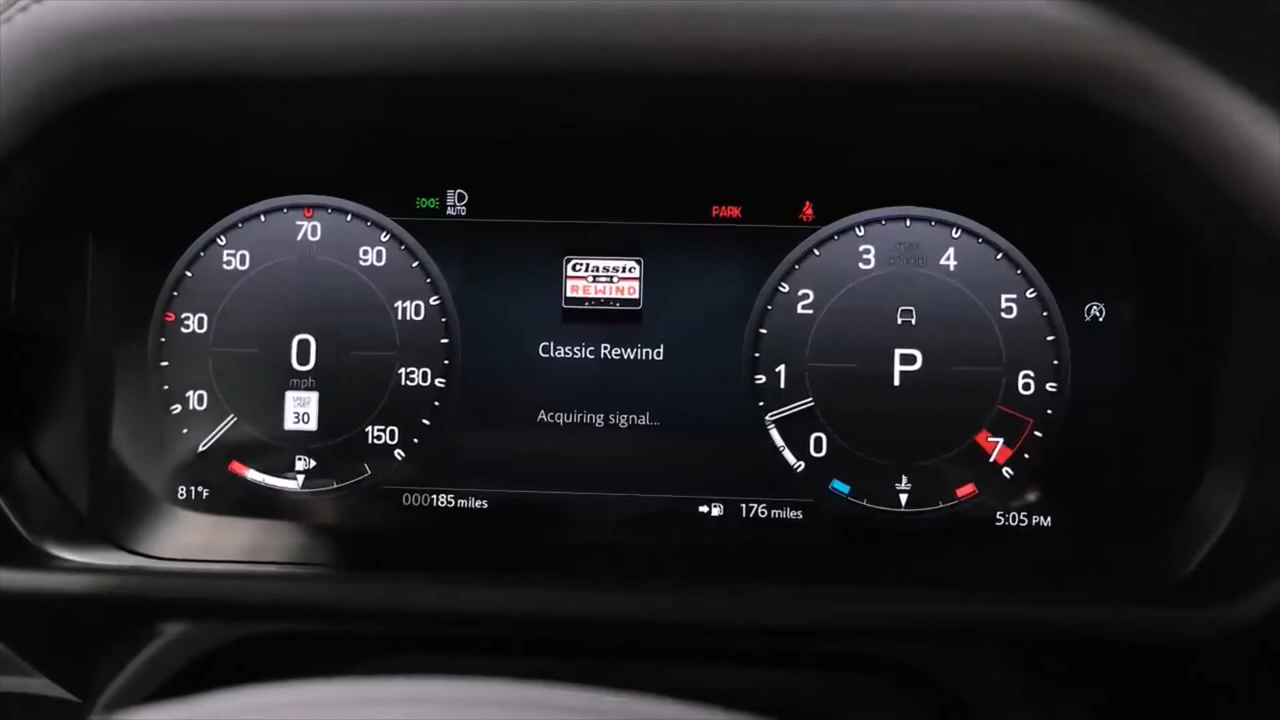 AUTO
PARK
70
50
90
30
110
0
mph
10
130
SPEED
LIMIT
30
150
81°F
Classic
REWIND
Classic Rewind
Acquiring signal...
000185 miles
176 miles
3
4
2
5
P
1
6
0
7
5:05 PM
A